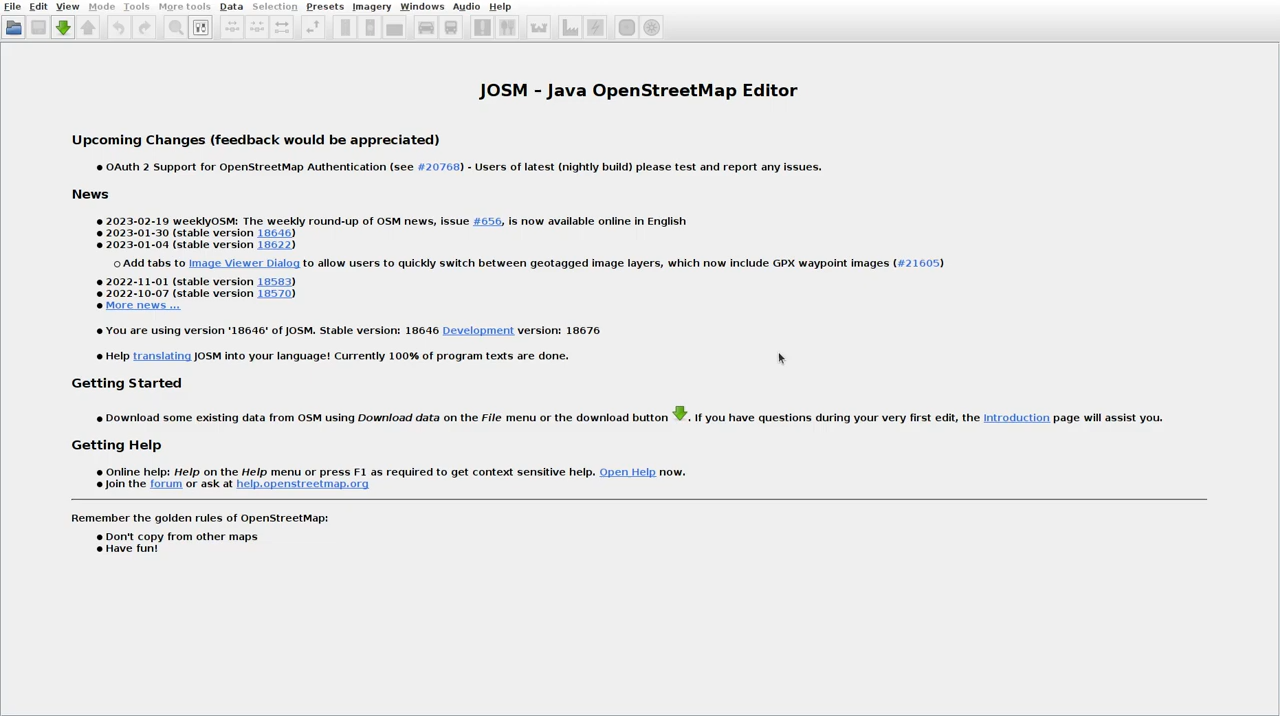 File Edit View Mode Tools More tools Data Selection Presets Imagery Windows Audio Help
JOSM – Java OpenStreetMap Editor
Upcoming Changes (feedback would be appreciated)
● OAuth 2 Support for OpenStreetMap Authentication (see #20768) - Users of latest (nightly build) please test and report any issues.
News
● 2023-02-19 weeklyOSM: The weekly round-up of OSM news, issue #656, is now available online in English
● 2023-01-30 (stable version 18646)
● 2023-01-04 (stable version 18622)
○ Add tabs to Image Viewer Dialog to allow users to quickly switch between geotagged image layers, which now include GPX waypoint images (#21605)
● 2022-11-01 (stable version 18583)
● 2022-10-07 (stable version 18570)
● More news ...
● You are using version '18646' of JOSM. Stable version: 18646 Development version: 18676
● Help translating JOSM into your language! Currently 100% of program texts are done.
Getting Started
● Download some existing data from OSM using Download data on the File menu or the download button . If you have questions during your very first edit, the Introduction page will assist you.
Getting Help
● Online help: Help on the Help menu or press F1 as required to get context sensitive help. Open Help now.
● Join the forum or ask at help.openstreetmap.org
Remember the golden rules of OpenStreetMap:
● Don't copy from other maps
● Have fun!